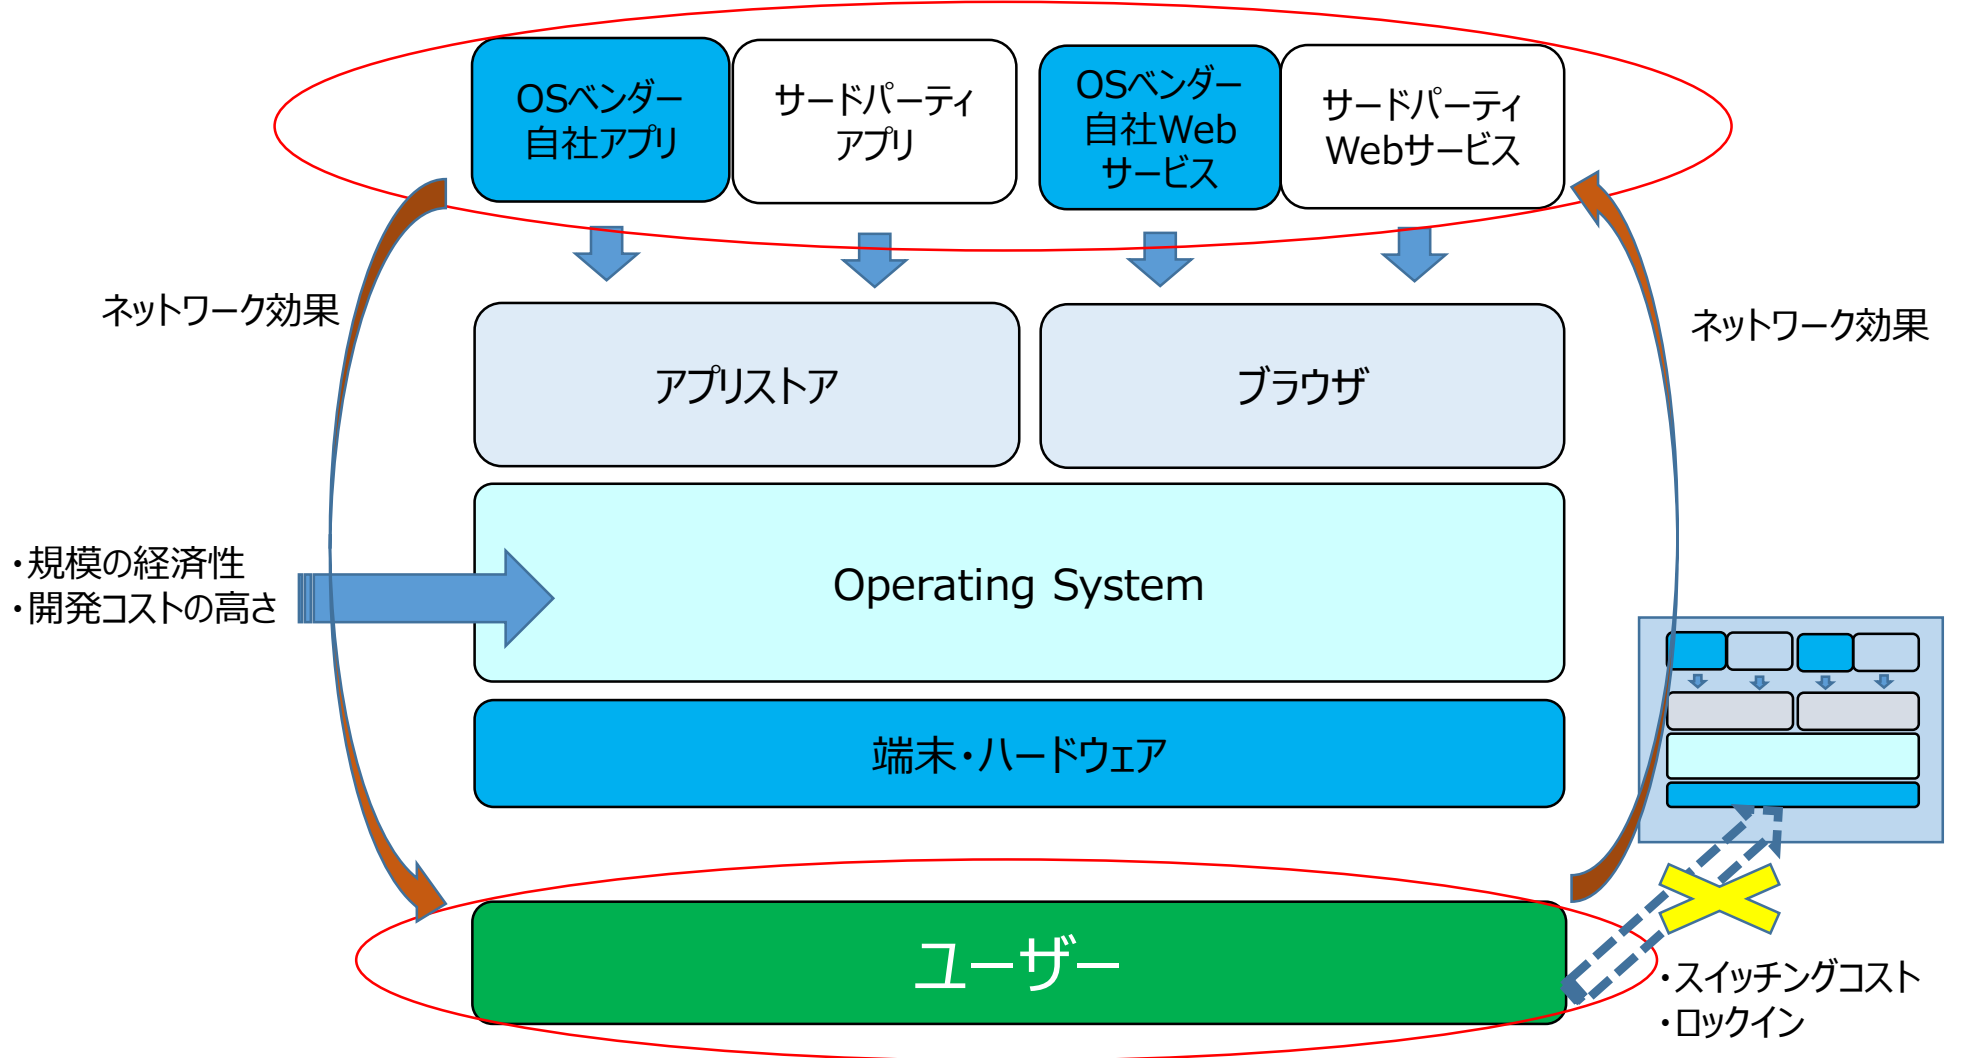 OSベンダー
自社アプリ
サードパーティ
アプリ
OSベンダー
自社Web
サービス
サードパーティ
Webサービス
ネットワーク効果
ネットワーク効果
アプリストア
ブラウザ
・規模の経済性
・開発コストの高さ
Operating System
端末・ハードウェア
ユーザー
・スイッチングコスト
・ロックイン